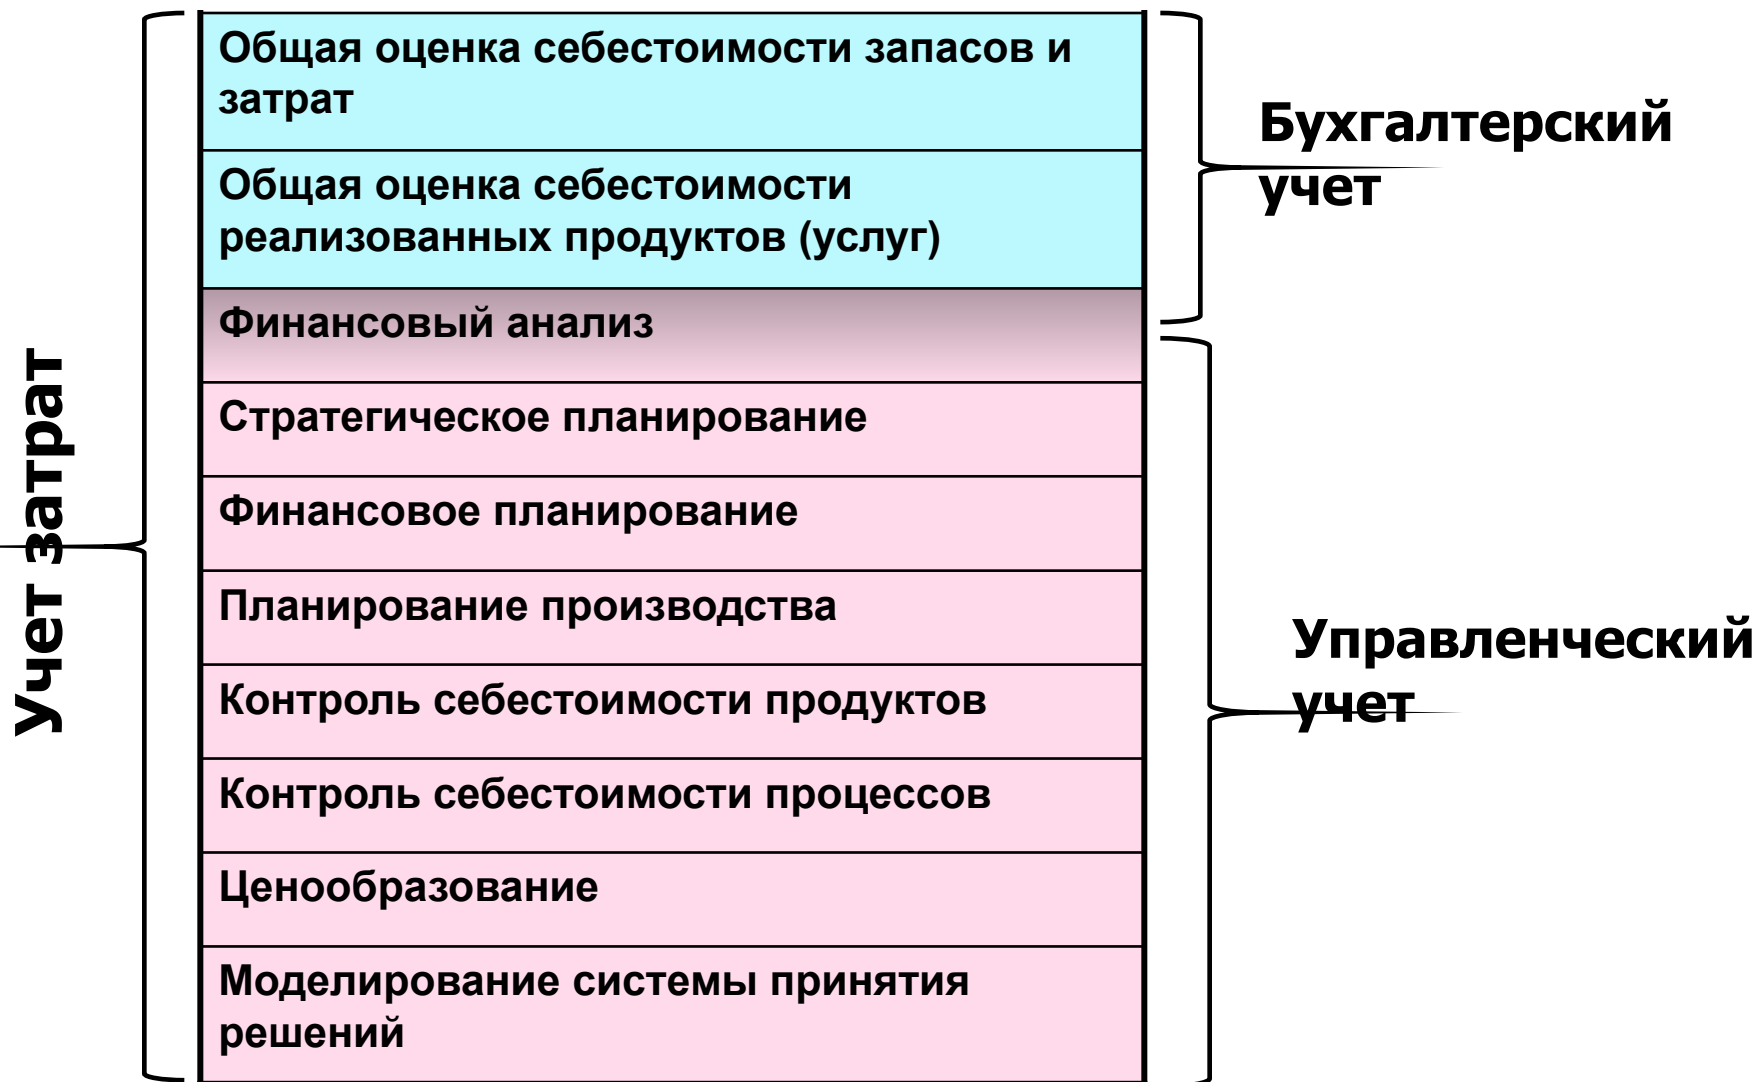 Учет затрат
Общая оценка себестоимости запасов и
затрат
Общая оценка себестоимости
реализованных продуктов (услуг)
Финансовый анализ
Стратегическое планирование
Финансовое планирование
Планирование производства
Контроль себестоимости продуктов
Контроль себестоимости процессов
Ценообразование
Моделирование системы принятия
решений
Бухгалтерский
учет
Управленческий
учет